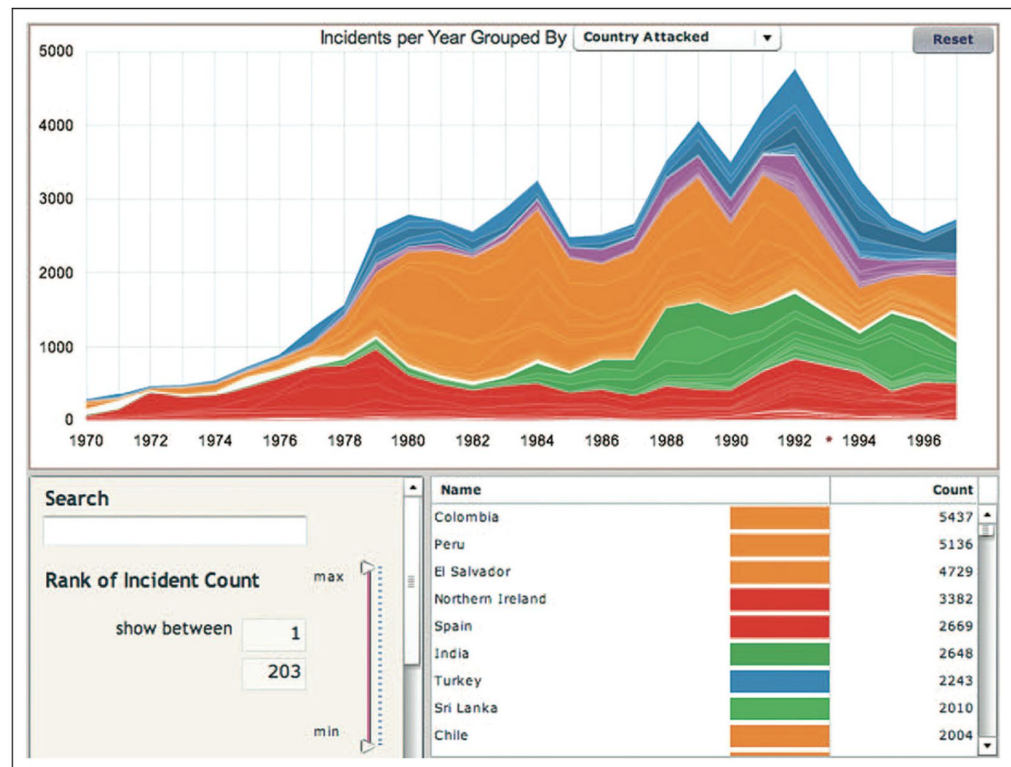 Incidents per Year Grouped By Country Attacked Reset
5000
4000
3000
2000
1000
0
1970 1972 1974 1976 1978 1980 1982 1984 1986 1988 1990 1992 * 1994 1996
Search
Rank of Incident Count
max
show between 1
203
min
Name Count
Colombia 5437
Peru 5136
El Salvador 4729
Northern Ireland 3382
Spain 2669
India 2648
Turkey 2243
Sri Lanka 2010
Chile 2004